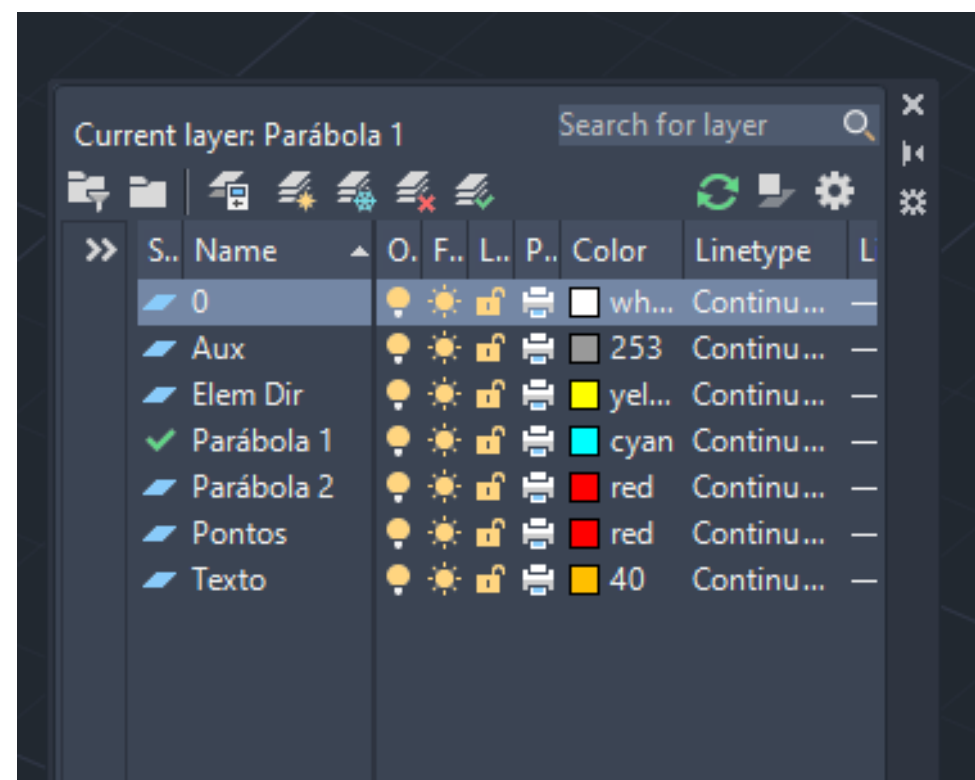 Current layer: Parábola 1 Search for layer
S.. Name O. F.. L.. P.. Color Linetype L
0 wh... Continu...
Aux 253 Continu...
Elem Dir yel... Continu...
Parábola 1 cyan Continu...
Parábola 2 red Continu...
Pontos red Continu...
Texto 40 Continu...